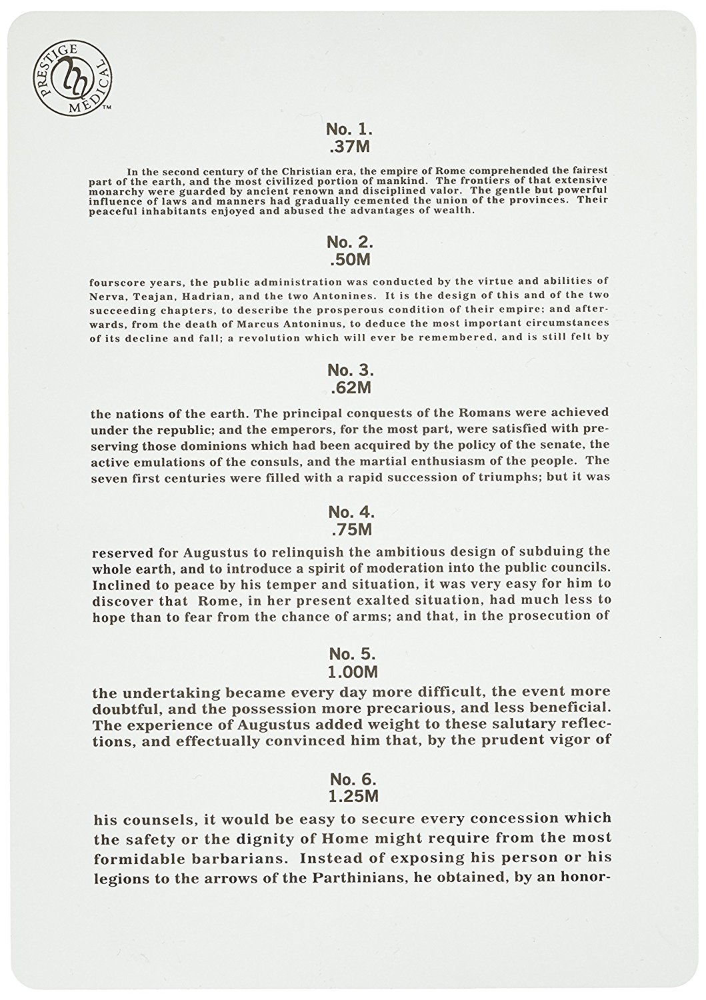 PRESTIGE MEDICAL TM
No. 1.
.37M
In the second century of the Christian era, the empire of Rome comprehended the fairest
part of the earth, and the most civilized portion of mankind. The frontiers of that extensive
monarchy were guarded by ancient renown and disciplined valor. The gentle but powerful
influence of laws and manners had gradually cemented the union of the provinces. Their
peaceful inhabitants enjoyed and abused the advantages of wealth.
No. 2.
.50M
fourscore years, the public administration was conducted by the virtue and abilities of
Nerva, Teajan, Hadrian, and the two Antonines. It is the design of this and of the two
succeeding chapters, to describe the prosperous condition of their empire; and after-
wards, from the death of Marcus Antoninus, to deduce the most important circumstances
of its decline and fall; a revolution which will ever be remembered, and is still felt by
No. 3.
.62M
the nations of the earth. The principal conquests of the Romans were achieved
under the republic; and the emperors, for the most part, were satisfied with pre-
serving those dominions which had been acquired by the policy of the senate, the
active emulations of the consuls, and the martial enthusiasm of the people. The
seven first centuries were filled with a rapid succession of triumphs; but it was
No. 4.
.75M
reserved for Augustus to relinquish the ambitious design of subduing the
whole earth, and to introduce a spirit of moderation into the public councils.
Inclined to peace by his temper and situation, it was very easy for him to
discover that Rome, in her present exalted situation, had much less to
hope than to fear from the chance of arms; and that, in the prosecution of
No. 5.
1.00M
the undertaking became every day more difficult, the event more
doubtful, and the possession more precarious, and less beneficial.
The experience of Augustus added weight to these salutary reflec-
tions, and effectually convinced him that, by the prudent vigor of
No. 6.
1.25M
his counsels, it would be easy to secure every concession which
the safety or the dignity of Home might require from the most
formidable barbarians. Instead of exposing his person or his
legions to the arrows of the Parthinians, he obtained, by an honor-